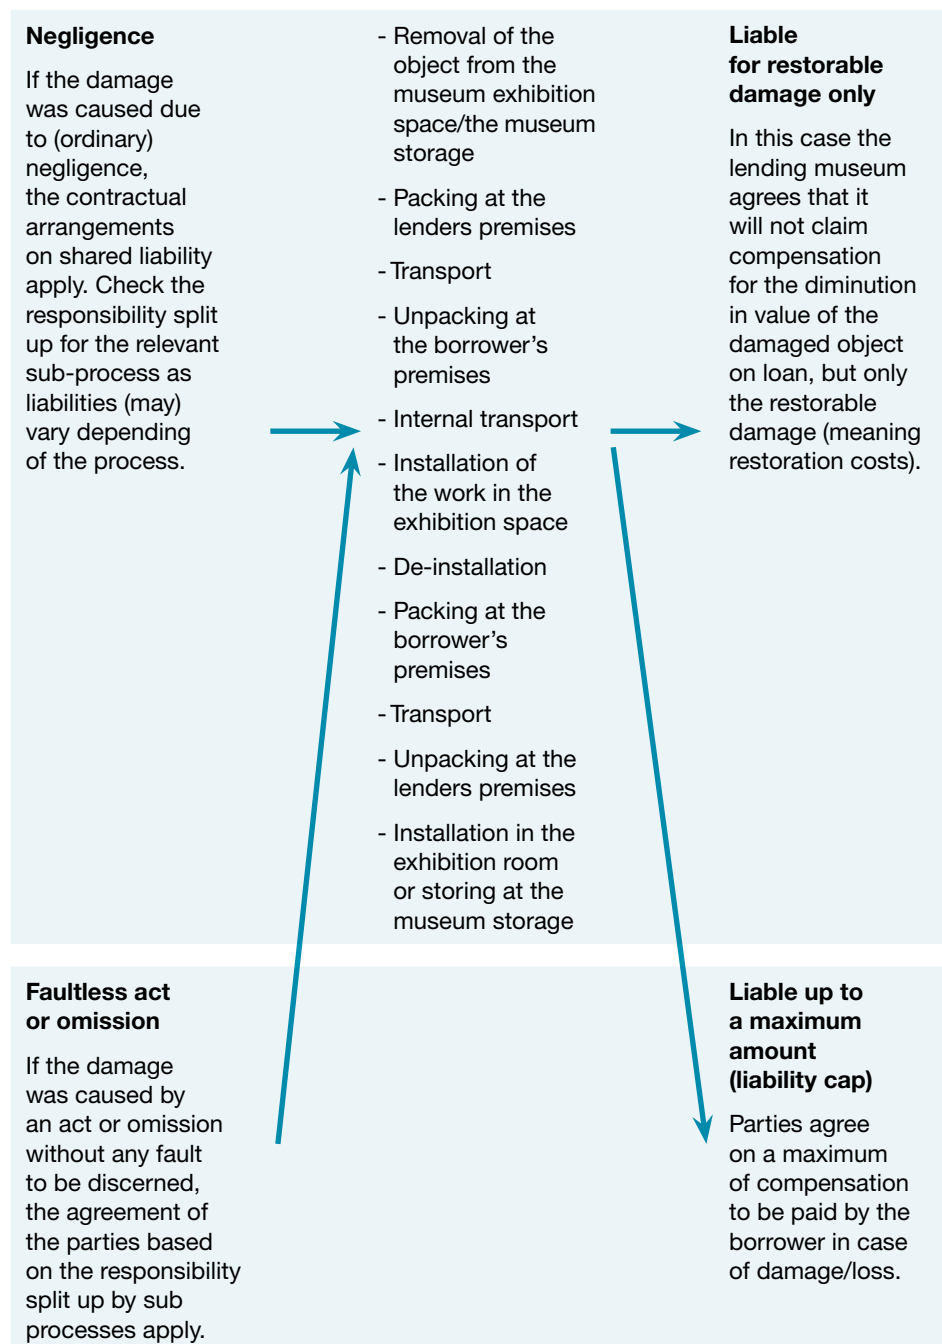 Negligence
If the damage
was caused due
to (ordinary)
negligence,
the contractual
arrangements
on shared liability
apply. Check the
responsibility split
up for the relevant
sub-process as
liabilities (may)
vary depending
of the process.
- Removal of the
object from the
museum exhibition
space/the museum
storage
- Packing at the
lenders premises
- Transport
- Unpacking at
the borrower’s
premises
- Internal transport
- Installation of
the work in the
exhibition space
- De-installation
- Packing at the
borrower’s
premises
- Transport
- Unpacking at the
lenders premises
- Installation in the
exhibition room
or storing at the
museum storage
Liable
for restorable
damage only
In this case the
lending museum
agrees that it
will not claim
compensation
for the diminution
in value of the
damaged object
on loan, but only
the restorable
damage (meaning
restoration costs).
Faultless act
or omission
If the damage
was caused by
an act or omission
without any fault
to be discerned,
the agreement of
the parties based
on the responsibility
split up by sub
processes apply.
Liable up to
a maximum
amount
(liability cap)
Parties agree
on a maximum
of compensation
to be paid by the
borrower in case
of damage/loss.